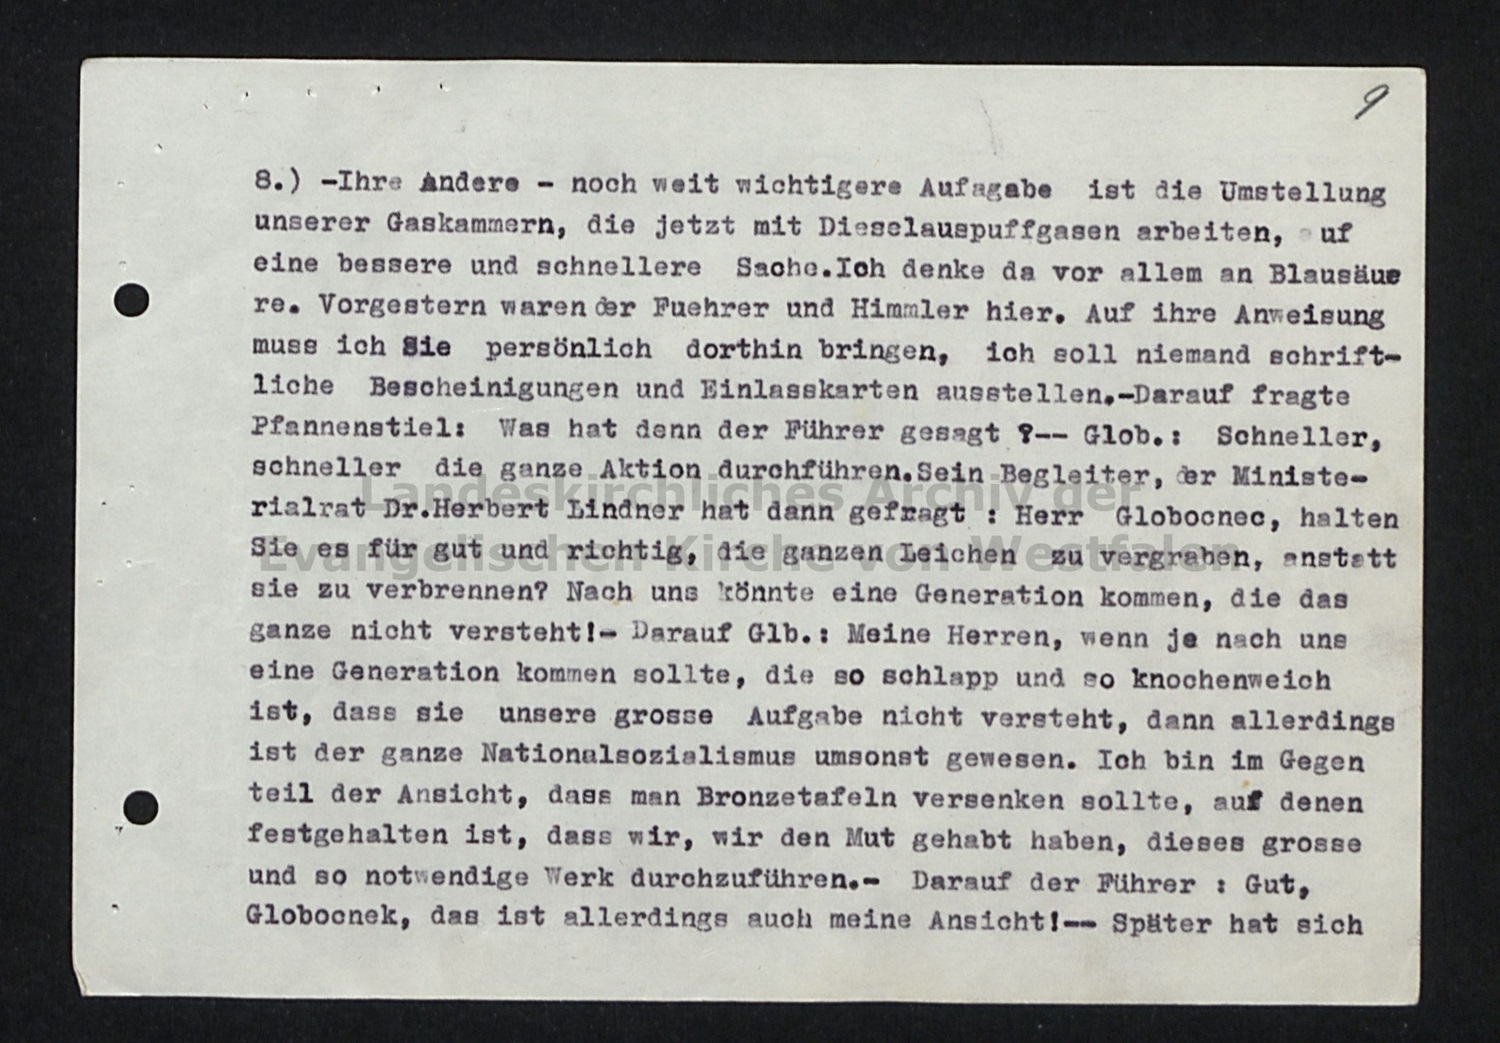 9
8.) -Ihre Andere - noch weit wichtigere Aufagabe ist die Umstellung
unserer Gaskammern, die jetzt mit Dieselauspuffgasen arbeiten, auf
eine bessere und schnellere Sache.Ich denke da vor allem an Blausäue
re. Vorgestern waren der Fuehrer und Himmler hier. Auf ihre Anweisung
muss ich Sie persönlich dorthin bringen, ich soll niemand schrift-
liche Bescheinigungen und Einlasskarten ausstellen.-Darauf fragte
Pfannenstiel: Was hat denn der Führer gesagt ?-- Glob.: Schneller,
schneller die ganze Aktion durchführen.Sein Begleiter, der Ministe-
rialrat Dr.Herbert Lindner hat dann gefragt : Herr Globocnec, halten
Sie es für gut und richtig, die ganzen Leichen zu vergraben, anstatt
sie zu verbrennen? Nach uns könnte eine Generation kommen, die das
ganze nicht versteht!- Darauf Glb.: Meine Herren, wenn je nach uns
eine Generation kommen sollte, die so schlapp und so knochenweich
ist, dass sie unsere grosse Aufgabe nicht versteht, dann allerdings
ist der ganze Nationalsozialismus umsonst gewesen. Ich bin im Gegen
teil der Ansicht, dass man Bronzetafeln versenken sollte, auf denen
festgehalten ist, dass wir, wir den Mut gehabt haben, dieses grosse
und so notwendige Werk durchzuführen.- Darauf der Führer : Gut,
Globocnek, das ist allerdings auch meine Ansicht!-- Später hat sich
Landeskirchliches Archiv der
Evangelischen Kirche von Westfalen